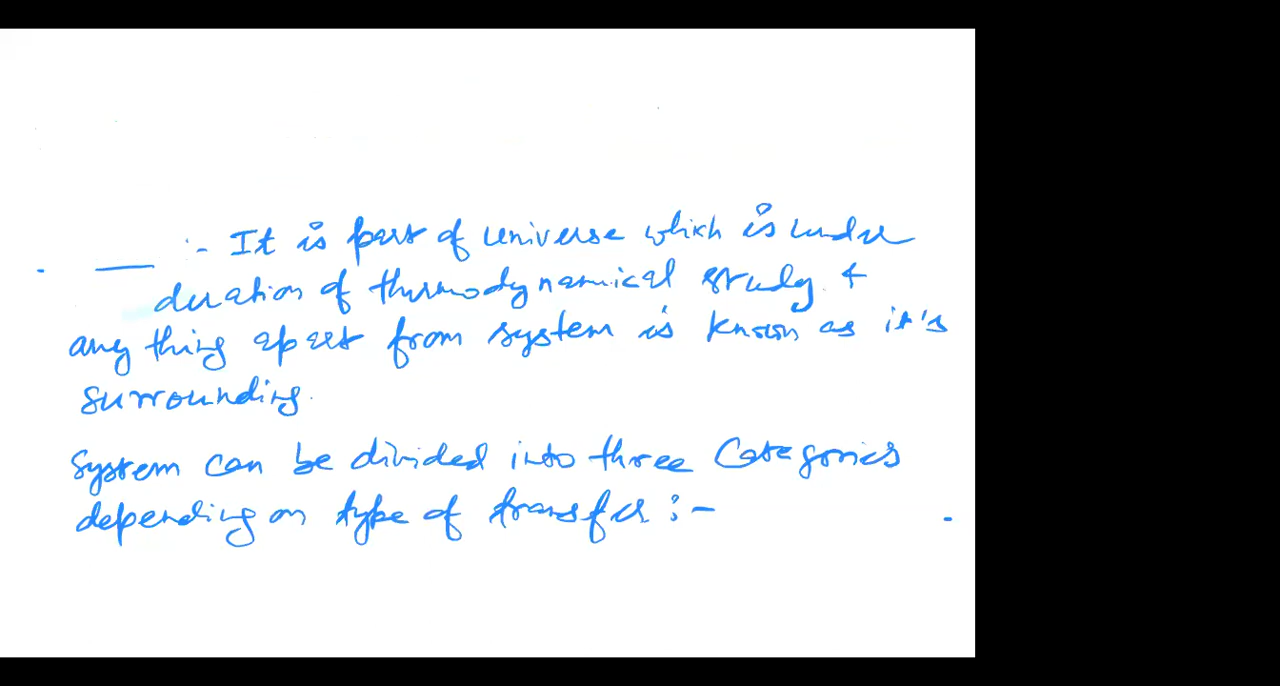 :- It is part of universe which is under
duration of thermodynamical study &
any thing apart from system is known as it's
surrounding.
System can be divided into three Categories
depending on type of transfer :-